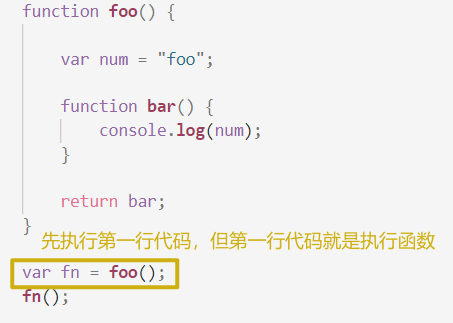 function foo() {
var num = "foo";
function bar() {
console.log(num);
}
return bar;
}
先执行第一行代码，但第一行代码就是执行函数
var fn = foo();
fn();